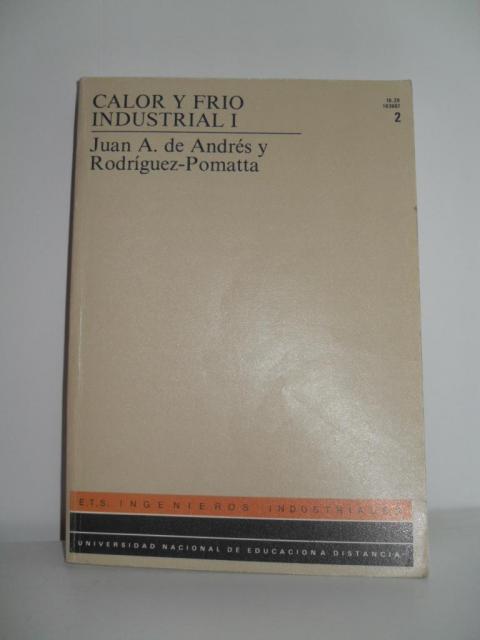 CALOR Y FRIO
INDUSTRIAL I
Juan A. de Andrés y
Rodríguez-Pomatta
2
E.T.S. INGENIEROS INDUSTRIALES
UNIVERSIDAD NACIONAL DE EDUCACION A DISTANCIA